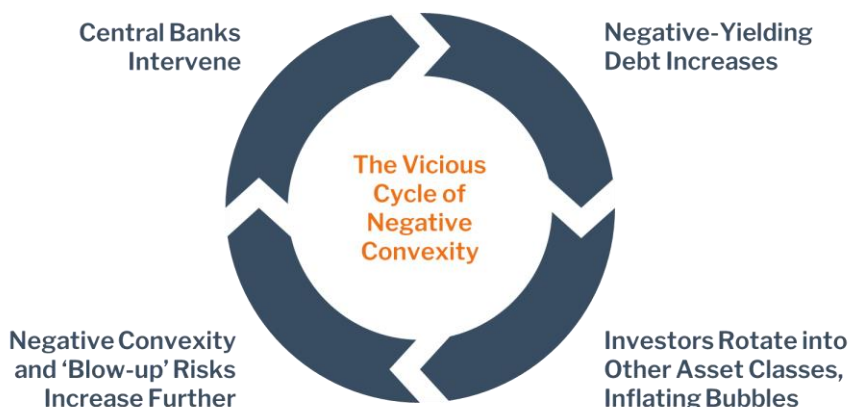 Central Banks
Intervene
Negative-Yielding
Debt Increases
The Vicious
Cycle of
Negative
Convexity
Negative Convexity
and ‘Blow-up’ Risks
Increase Further
Investors Rotate into
Other Asset Classes,
Inflating Bubbles